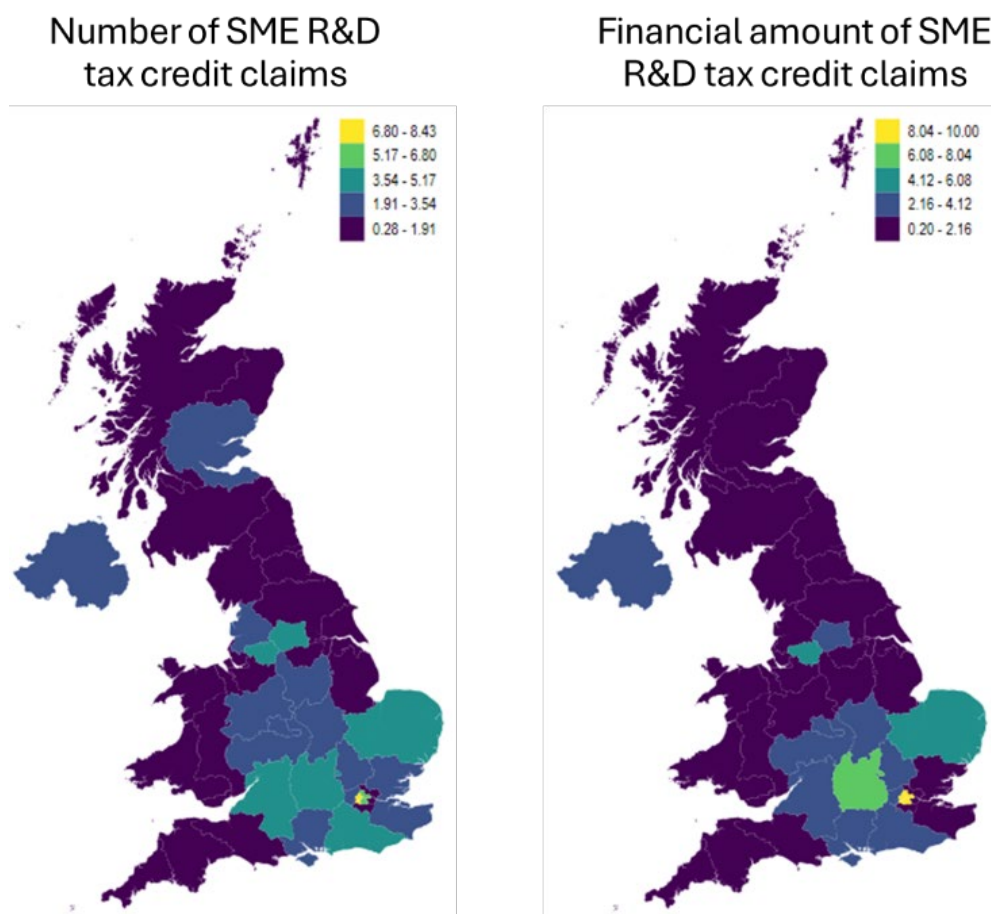 Number of SME R&D
tax credit claims
6.80 - 8.43
5.17 - 6.80
3.54 - 5.17
1.91 - 3.54
0.28 - 1.91
Financial amount of SME
R&D tax credit claims
8.04 - 10.00
6.08 - 8.04
4.12 - 6.08
2.16 - 4.12
0.20 - 2.16